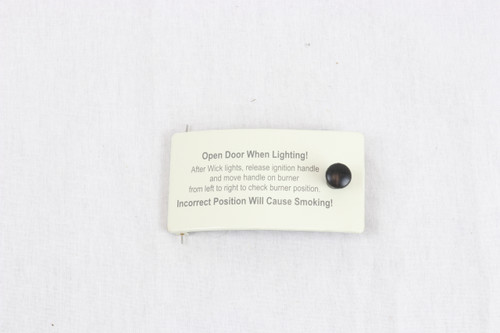 Open Door When Lighting!
After Wick lights, release ignition handle
and move handle on burner
from left to right to check burner position.
Incorrect Position Will Cause Smoking!